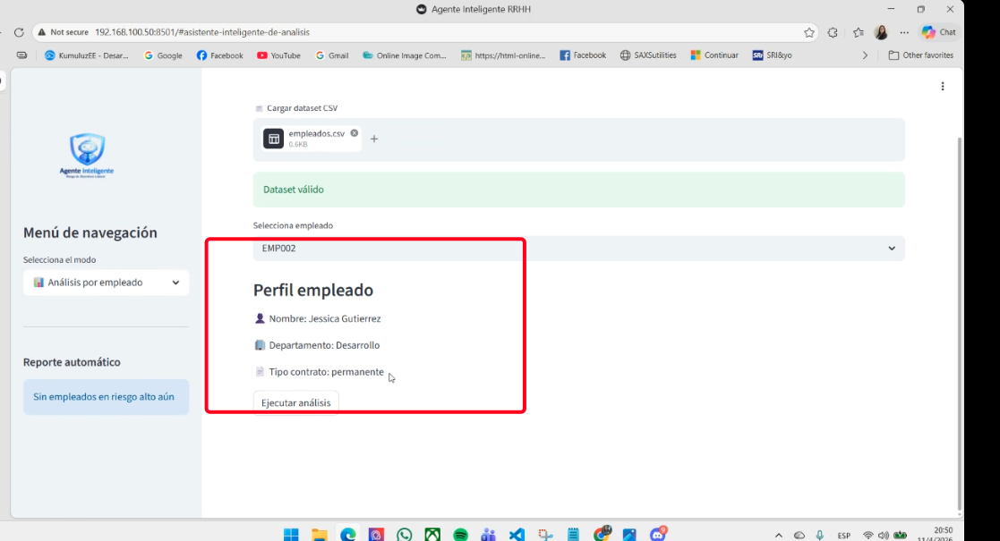 Agente Inteligente RRHH
Not secure 192.168.100.50:8501/#asistente-inteligente-de-analisis
Chat
KumuluzEE - Desar...
Google
Facebook
YouTube
Gmail
Online Image Com...
https://html-online...
Facebook
SAXSutilities
Continuar
SRI&yo
Other favorites
Cargar dataset CSV
empleados.csv
0.6KB
Agente Inteligente
Dataset válido
Selecciona empleado
EMP002
Menú de navegación
Selecciona el modo
Análisis por empleado
Perfil empleado
Nombre: Jessica Gutierrez
Departamento: Desarrollo
Tipo contrato: permanente
Ejecutar análisis
Reporte automático
Sin empleados en riesgo alto aún
ESP
20:50
11/4/2026